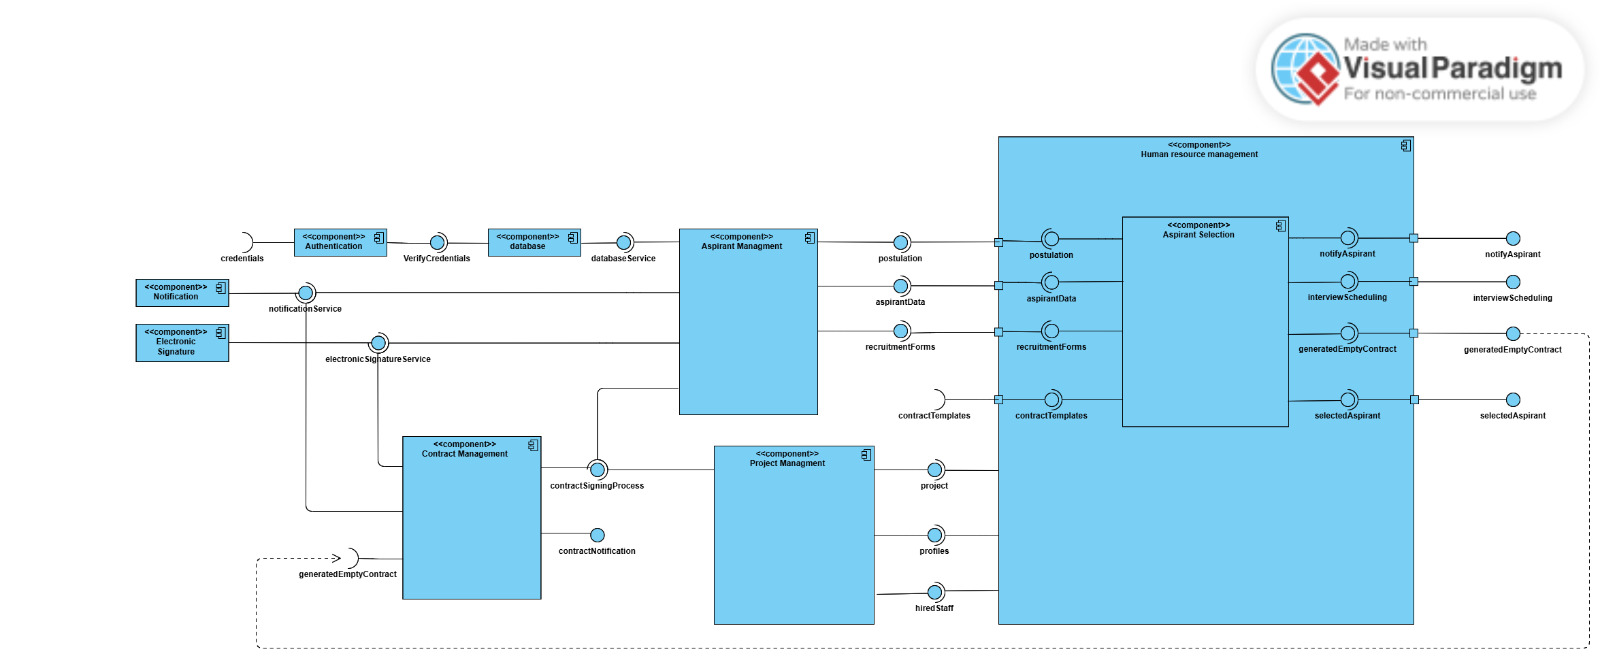 Made with
Visual Paradigm
For non-commercial use
<<component>>
Human resource management
<<component>>
Authentication
<<component>>
database
<<component>>
Aspirant Managment
<<component>>
Aspirant Selection
credentials
VerifyCredentials
databaseService
postulation
postulation
notifyAspirant
notifyAspirant
<<component>>
Notification
notificationService
aspirantData
aspirantData
interviewScheduling
interviewScheduling
<<component>>
Electronic
Signature
electronicSignatureService
recruitmentForms
recruitmentForms
generatedEmptyContract
generatedEmptyContract
contractTemplates
contractTemplates
selectedAspirant
selectedAspirant
<<component>>
Contract Management
<<component>>
Project Managment
contractSigningProcess
project
contractNotification
profiles
generatedEmptyContract
hiredStaff